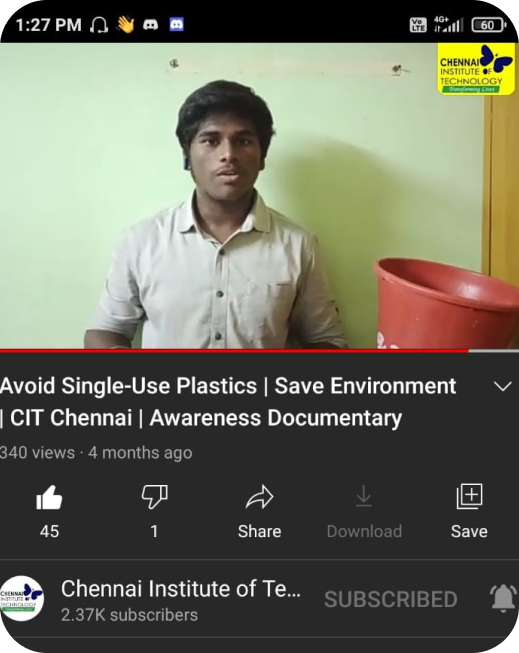 1:27 PM
Vo
LTE
4G+
60
CHENNAI
INSTITUTE OF
TECHNOLOGY
Transforming Lives
Avoid Single-Use Plastics | Save Environment
| CIT Chennai | Awareness Documentary
340 views · 4 months ago
45
1
Share
Download
Save
CHENNAI
INSTITUTE OF
TECHNOLOGY
Chennai Institute of Te...
SUBSCRIBED
2.37K subscribers